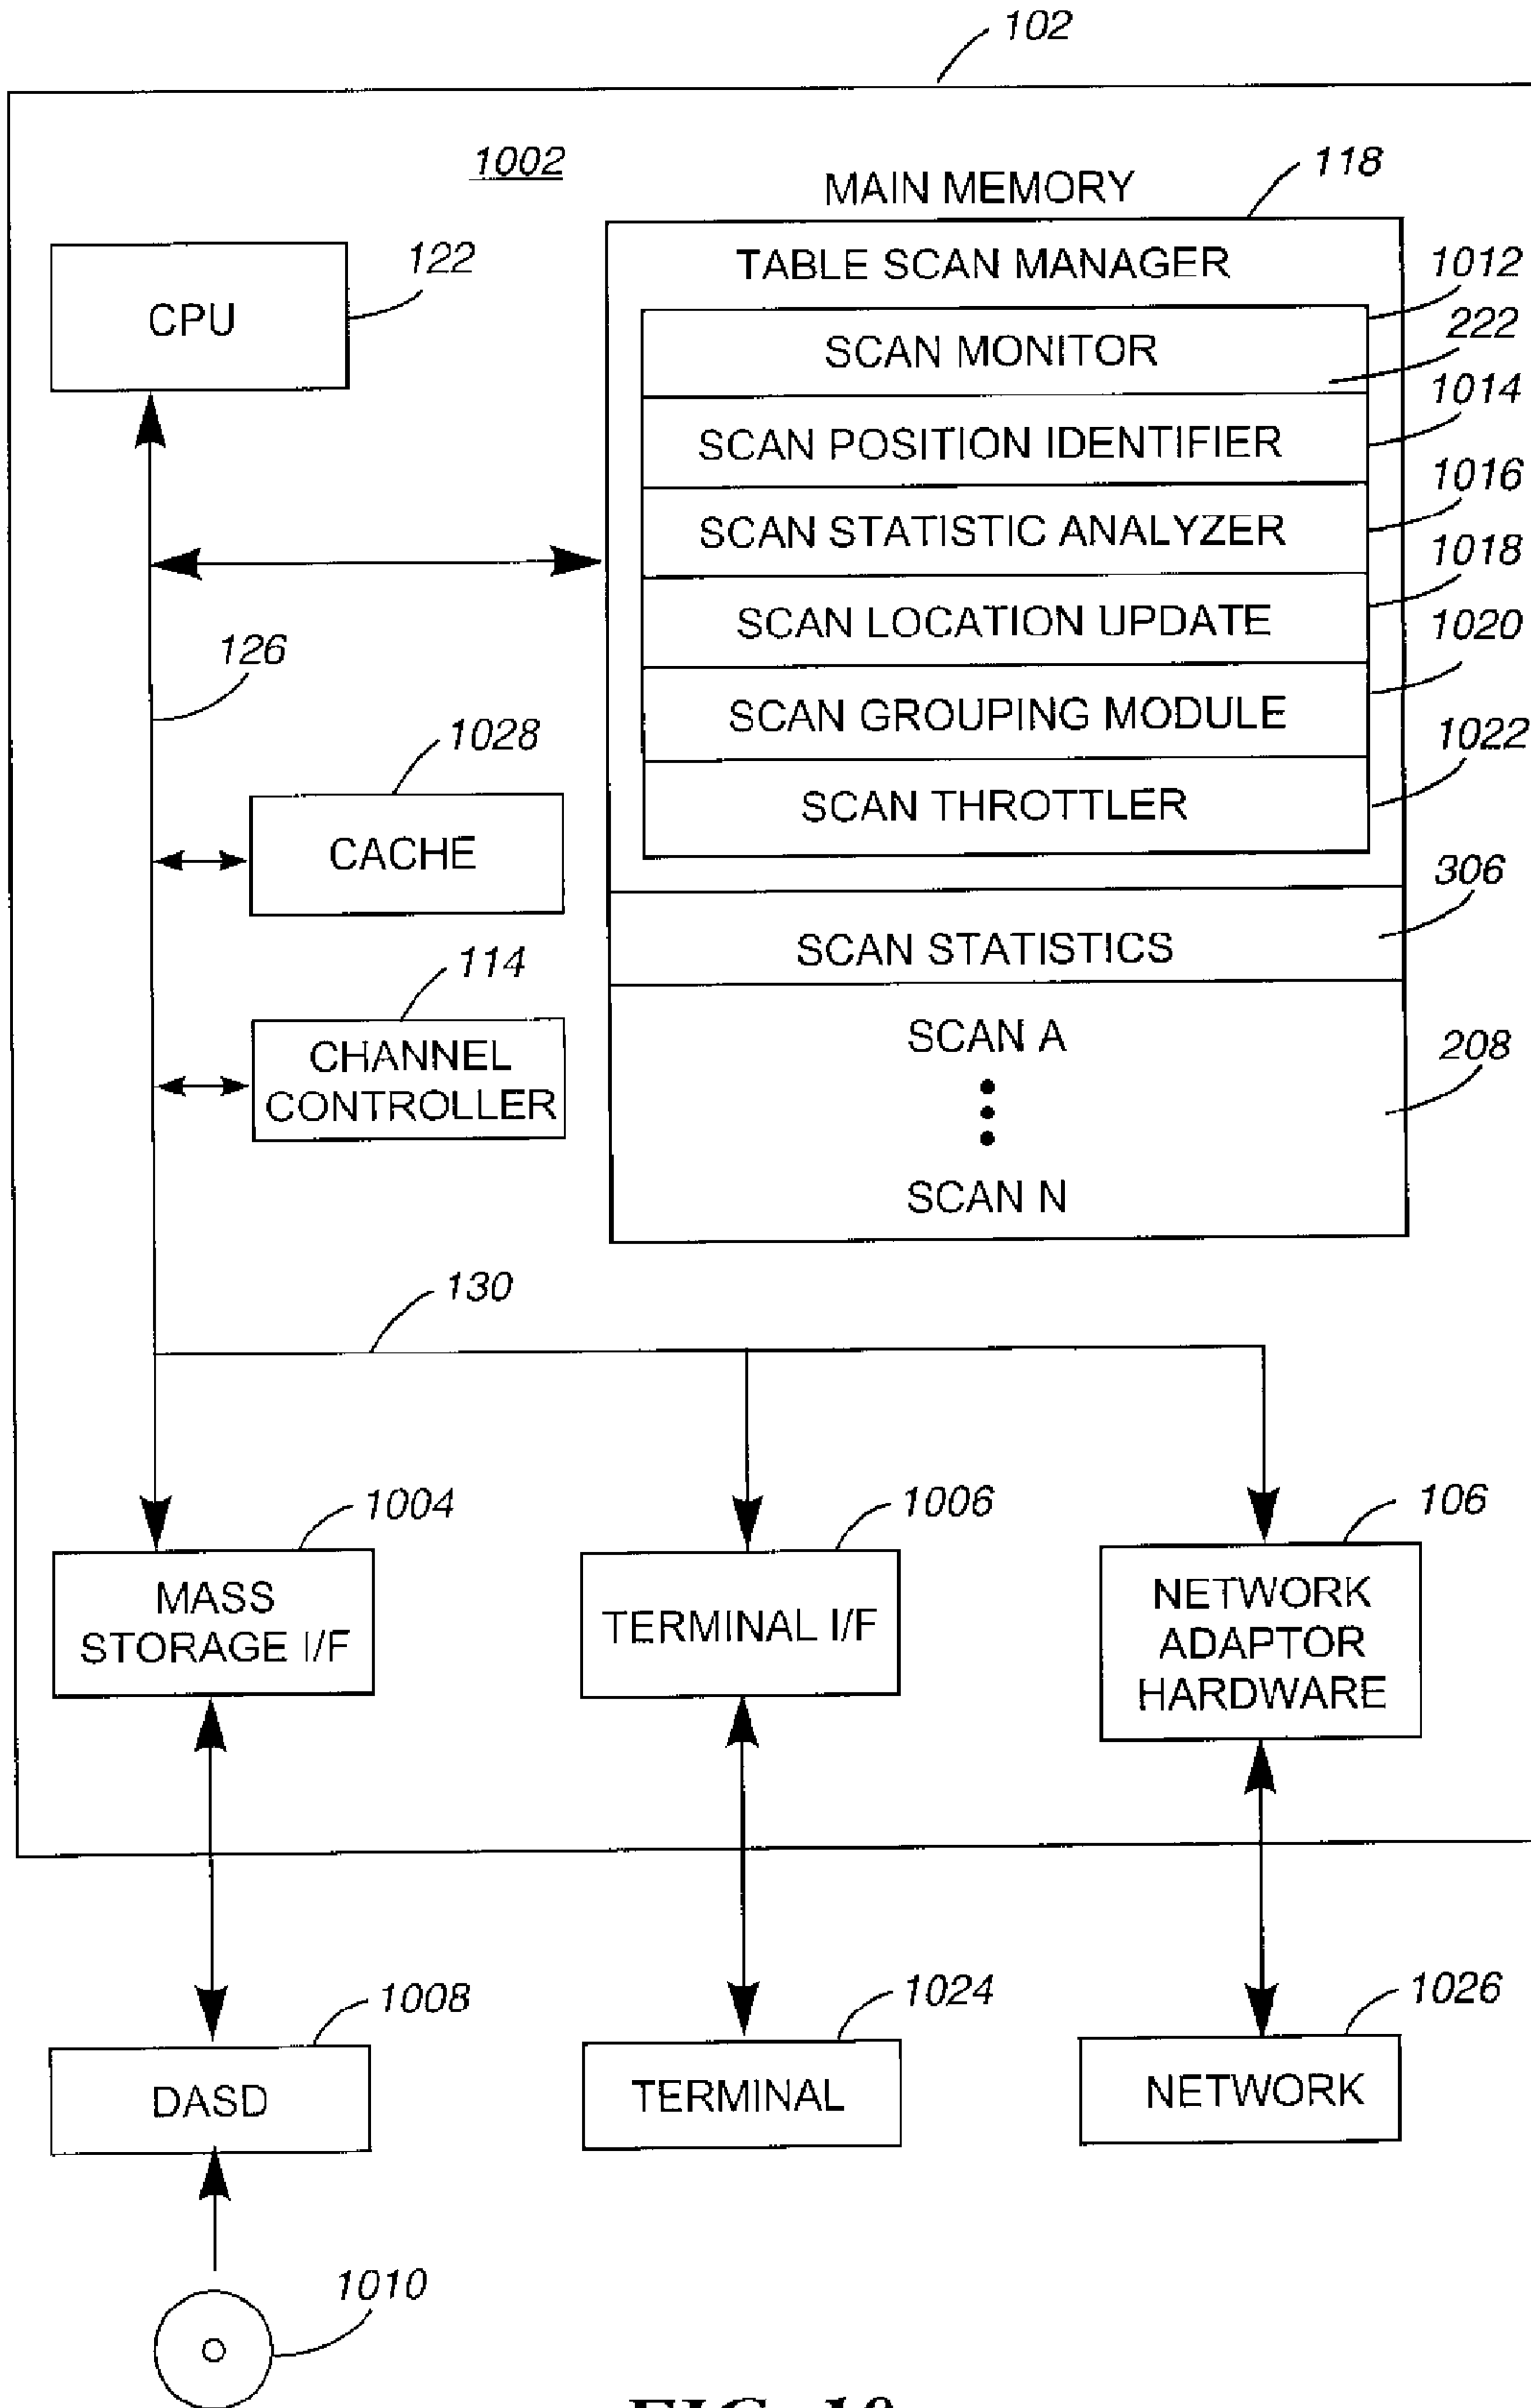 102
1002
MAIN MEMORY
118
TABLE SCAN MANAGER
1012
CPU
122
SCAN MONITOR
222
SCAN POSITION IDENTIFIER
1014
SCAN STATISTIC ANALYZER
1016
SCAN LOCATION UPDATE
1018
126
SCAN GROUPING MODULE
1020
1028
SCAN THROTTLER
1022
CACHE
306
SCAN STATISTICS
114
CHANNEL
CONTROLLER
SCAN A
208
SCAN N
130
1004
1006
106
MASS
STORAGE I/F
TERMINAL I/F
NETWORK
ADAPTOR
HARDWARE
1008
1024
1026
DASD
TERMINAL
NETWORK
1010
FIG. 10